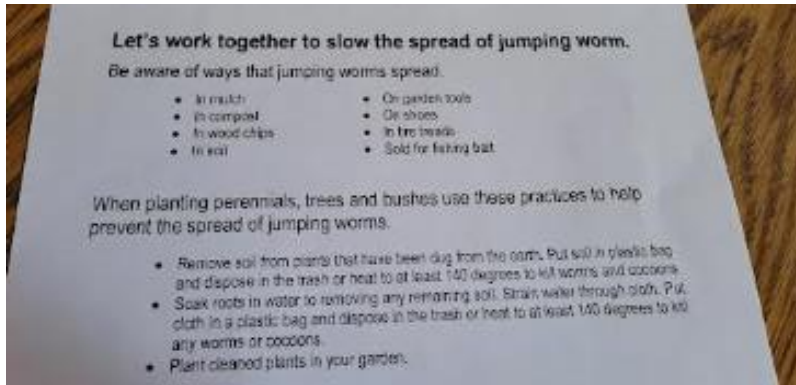 Let's work together to slow the spread of jumping worm.
Be aware of ways that jumping worms spread.
• In mulch
• In compost
• In wood chips
• In soil
• On garden tools
• On shoes
• In tire treads
• Sold for fishing bait
When planting perennials, trees and bushes use these practices to help
prevent the spread of jumping worms.
• Remove soil from plants that have been dug from the earth. Put soil in plastic bag
and dispose in the trash or heat to at least 140 degrees to kill worms and cocoons
• Soak roots in water to removing any remaining soil. Strain water through cloth. Put
cloth in a plastic bag and dispose in the trash or heat to at least 140 degrees to kill
any worms or cocoons.
• Plant cleaned plants in your garden.